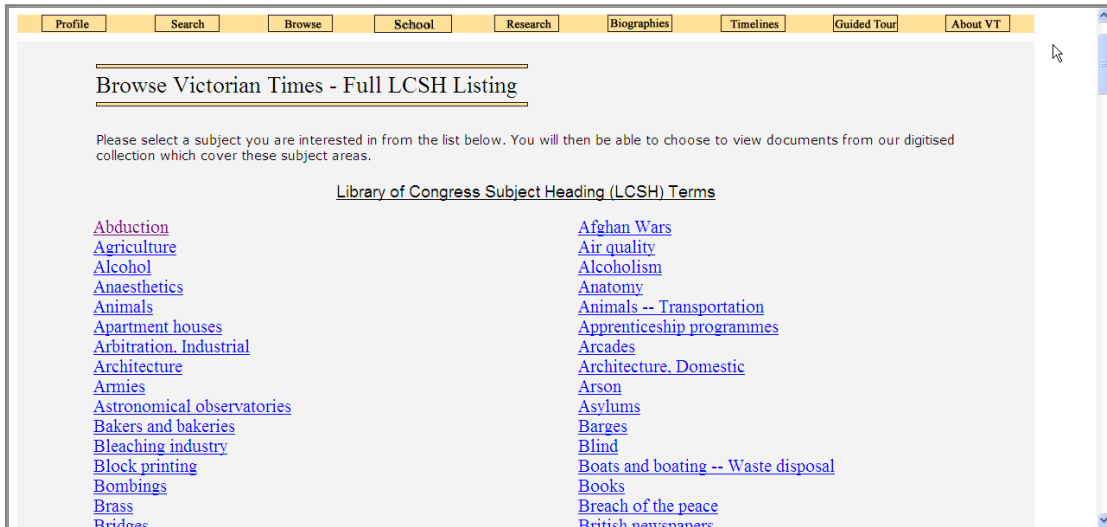 Profile Search Browse School Research Biographies Timelines Guided Tour About VT
Browse Victorian Times - Full LCSH Listing
Please select a subject you are interested in from the list below. You will then be able to choose to view documents from our digitised
collection which cover these subject areas.
Library of Congress Subject Heading (LCSH) Terms
Abduction Afghan Wars
Agriculture Air quality
Alcohol Alcoholism
Anaesthetics Anatomy
Animals Animals -- Transportation
Apartment houses Apprenticeship programmes
Arbitration, Industrial Arcades
Architecture Architecture, Domestic
Armies Arson
Astronomical observatories Asylums
Bakers and bakeries Barges
Bleaching industry Blind
Block printing Boats and boating -- Waste disposal
Bombings Books
Brass Breach of the peace
Bridges British newspapers